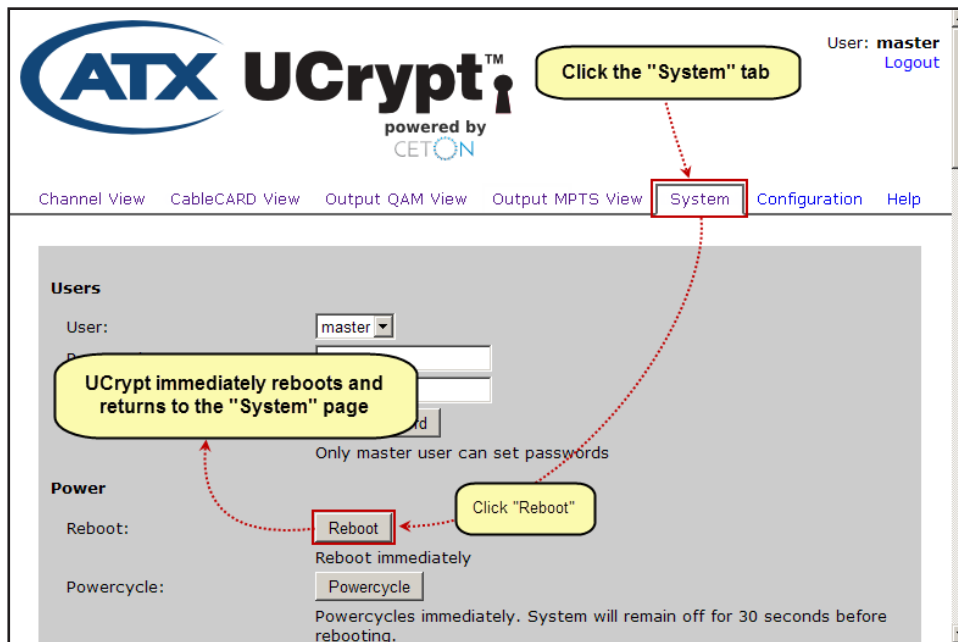 ATX UCrypt™
powered by
CETON
Click the "System" tab
User: master
Logout
Channel View CableCARD View Output QAM View Output MPTS View System Configuration Help
Users
User: master
UCrypt immediately reboots and
returns to the "System" page
Only master user can set passwords
Power
Click "Reboot"
Reboot: Reboot
Reboot immediately
Powercycle: Powercycle
Powercycles immediately. System will remain off for 30 seconds before
rebooting.